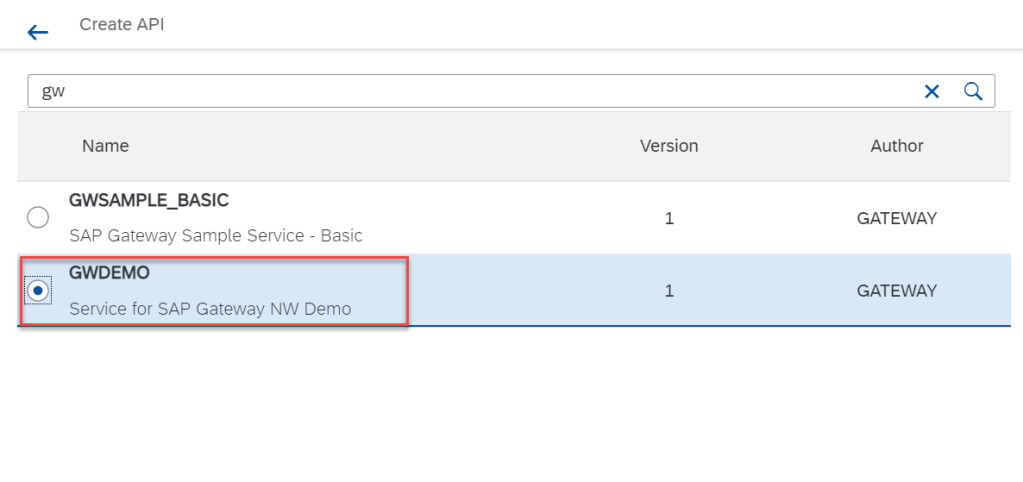 Create API
gw
Name Version Author
GWSAMPLE_BASIC
SAP Gateway Sample Service - Basic
1 GATEWAY
GWDEMO
Service for SAP Gateway NW Demo
1 GATEWAY